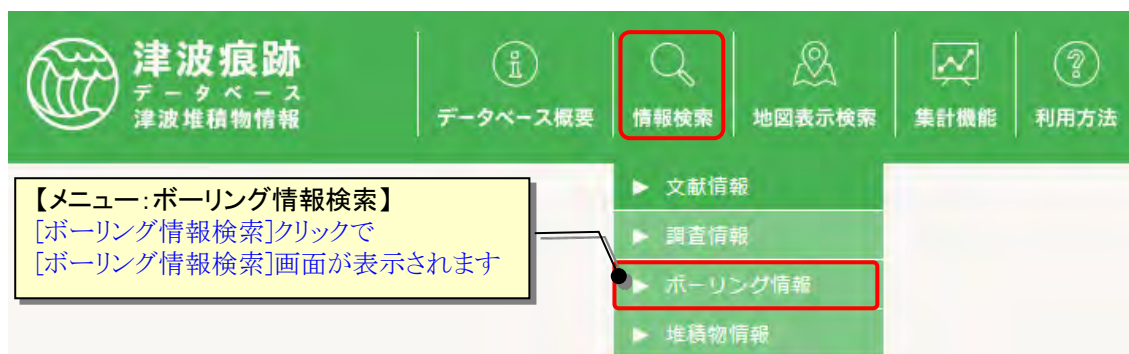 津波痕跡
データベース
津波堆積物情報
データベース概要
情報検索
地図表示検索
集計機能
利用方法
【メニュー：ボーリング情報検索】
[ボーリング情報検索]クリックで
[ボーリング情報検索]画面が表示されます
▶ 文献情報
▶ 調査情報
▶ ボーリング情報
▶ 堆積物情報